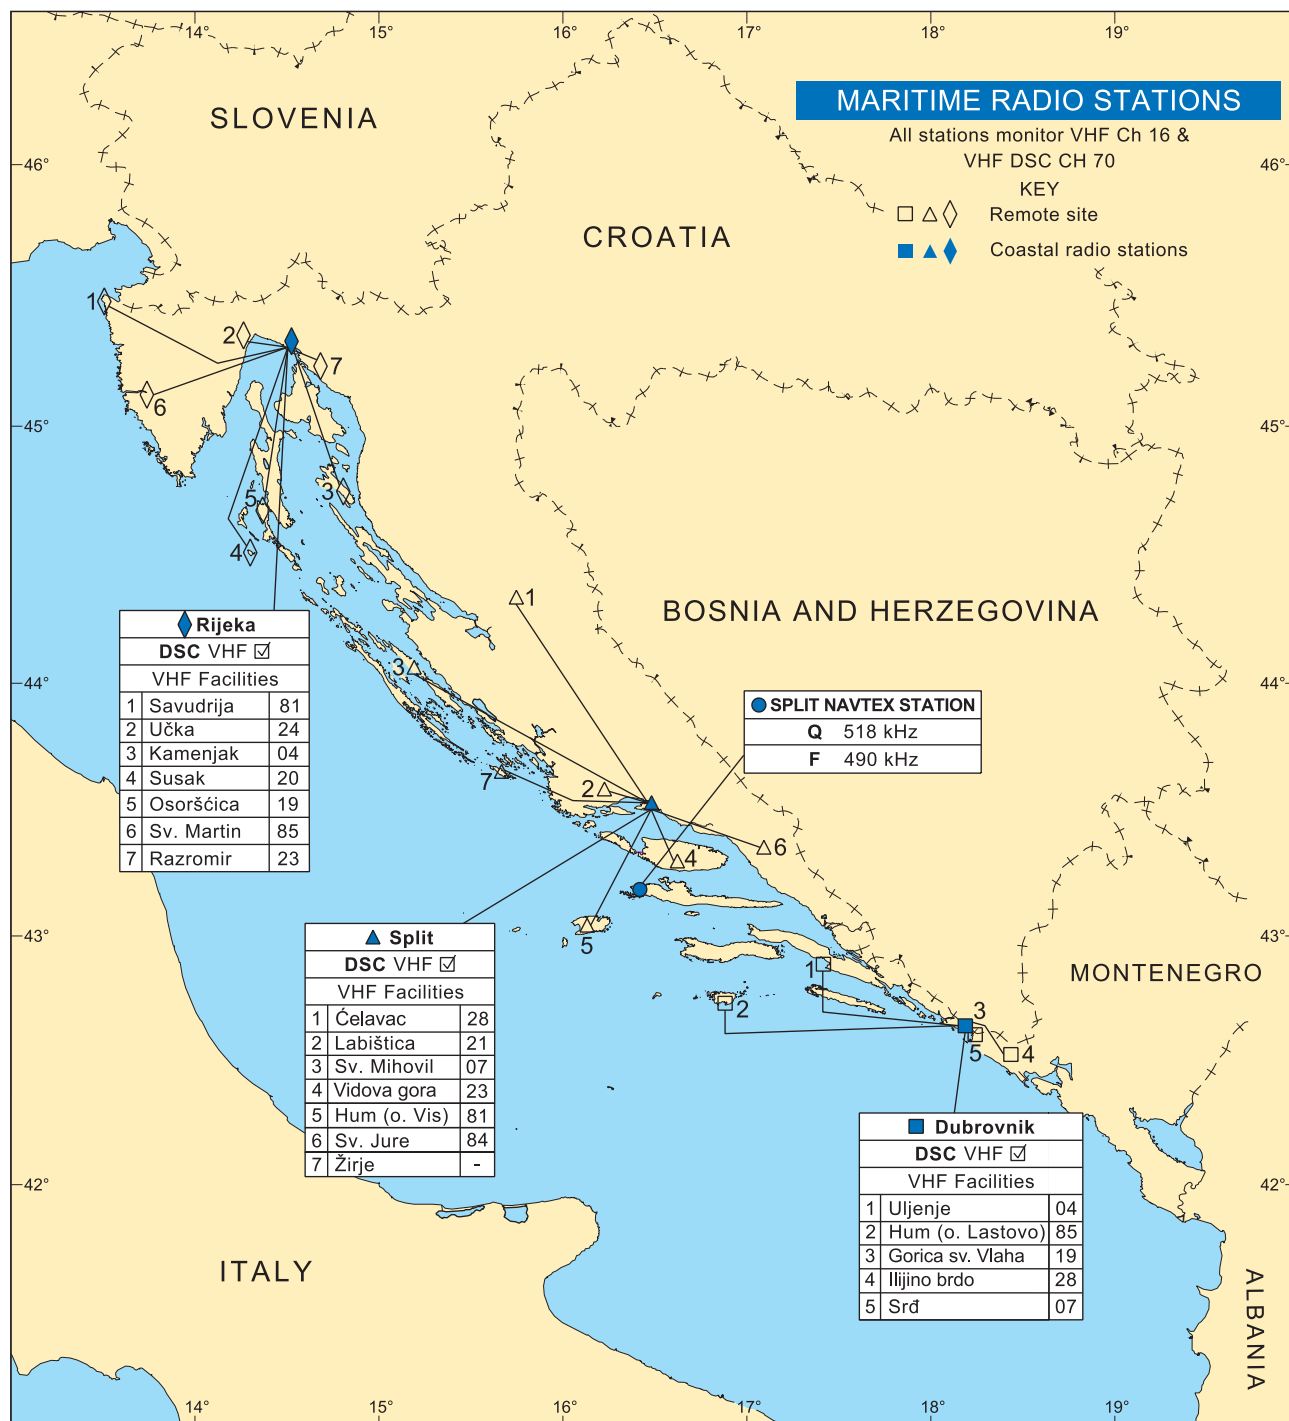 14° 15° 16° 17° 18° 19°
SLOVENIA
MARITIME RADIO STATIONS
All stations monitor VHF Ch 16 &
VHF DSC CH 70
KEY
Remote site
Coastal radio stations
46° 46°
CROATIA
1
2
7
6
45° 45°
3
5
4
1
BOSNIA AND HERZEGOVINA
3
44° 44°
7
2
6
4
5
Rijeka
DSC VHF ☑
VHF Facilities
1 Savudrija 81
2 Učka 24
3 Kamenjak 04
4 Susak 20
5 Osoršćica 19
6 Sv. Martin 85
7 Razromir 23
SPLIT NAVTEX STATION
Q 518 kHz
F 490 kHz
43° 43°
MONTENEGRO
1
2
3
5
4
Split
DSC VHF ☑
VHF Facilities
1 Ćelavac 28
2 Labištica 21
3 Sv. Mihovil 07
4 Vidova gora 23
5 Hum (o. Vis) 81
6 Sv. Jure 84
7 Žirje -
Dubrovnik
DSC VHF ☑
VHF Facilities
1 Uljenje 04
2 Hum (o. Lastovo) 85
3 Gorica sv. Vlaha 19
4 Ilijino brdo 28
5 Srđ 07
42° 42°
ITALY
ALBANIA
14° 15° 16° 17° 18° 19°